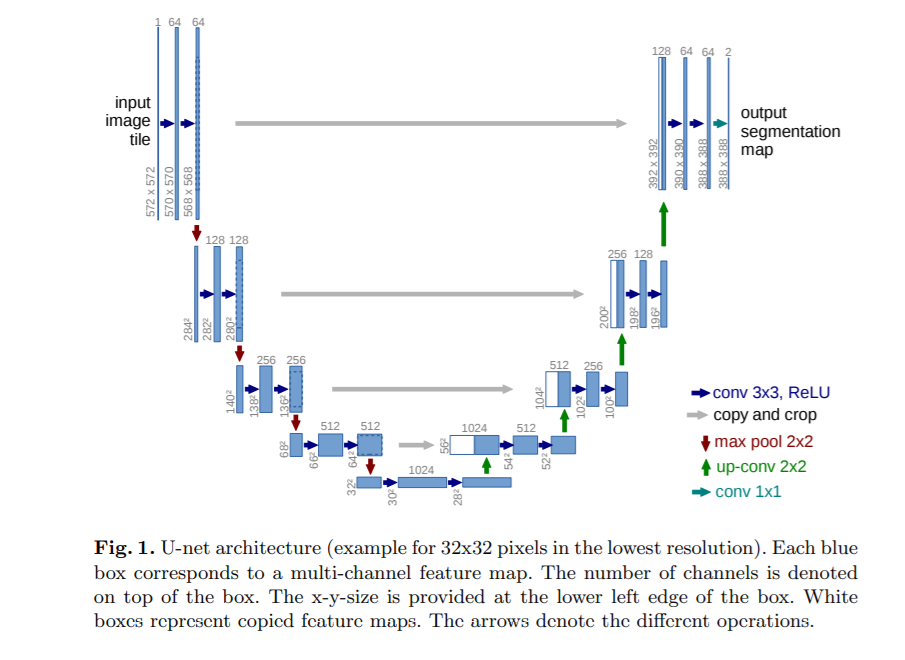 1 64 64
input
image
tile
572 x 572
570 x 570
568 x 568
128 64 64 2
output
segmentation
map
392 x 392
390 x 390
388 x 388
388 x 388
128 128
284²
282²
280²
256 128
200²
198²
196²
256 256
140²
138²
136²
512 256
104²
102²
100²
512 512
68²
66²
64²
1024 512
56²
54²
52²
1024
32²
30²
28²
conv 3x3, ReLU
copy and crop
max pool 2x2
up-conv 2x2
conv 1x1
Fig. 1. U-net architecture (example for 32x32 pixels in the lowest resolution). Each blue
box corresponds to a multi-channel feature map. The number of channels is denoted
on top of the box. The x-y-size is provided at the lower left edge of the box. White
boxes represent copied feature maps. The arrows denote the different operations.